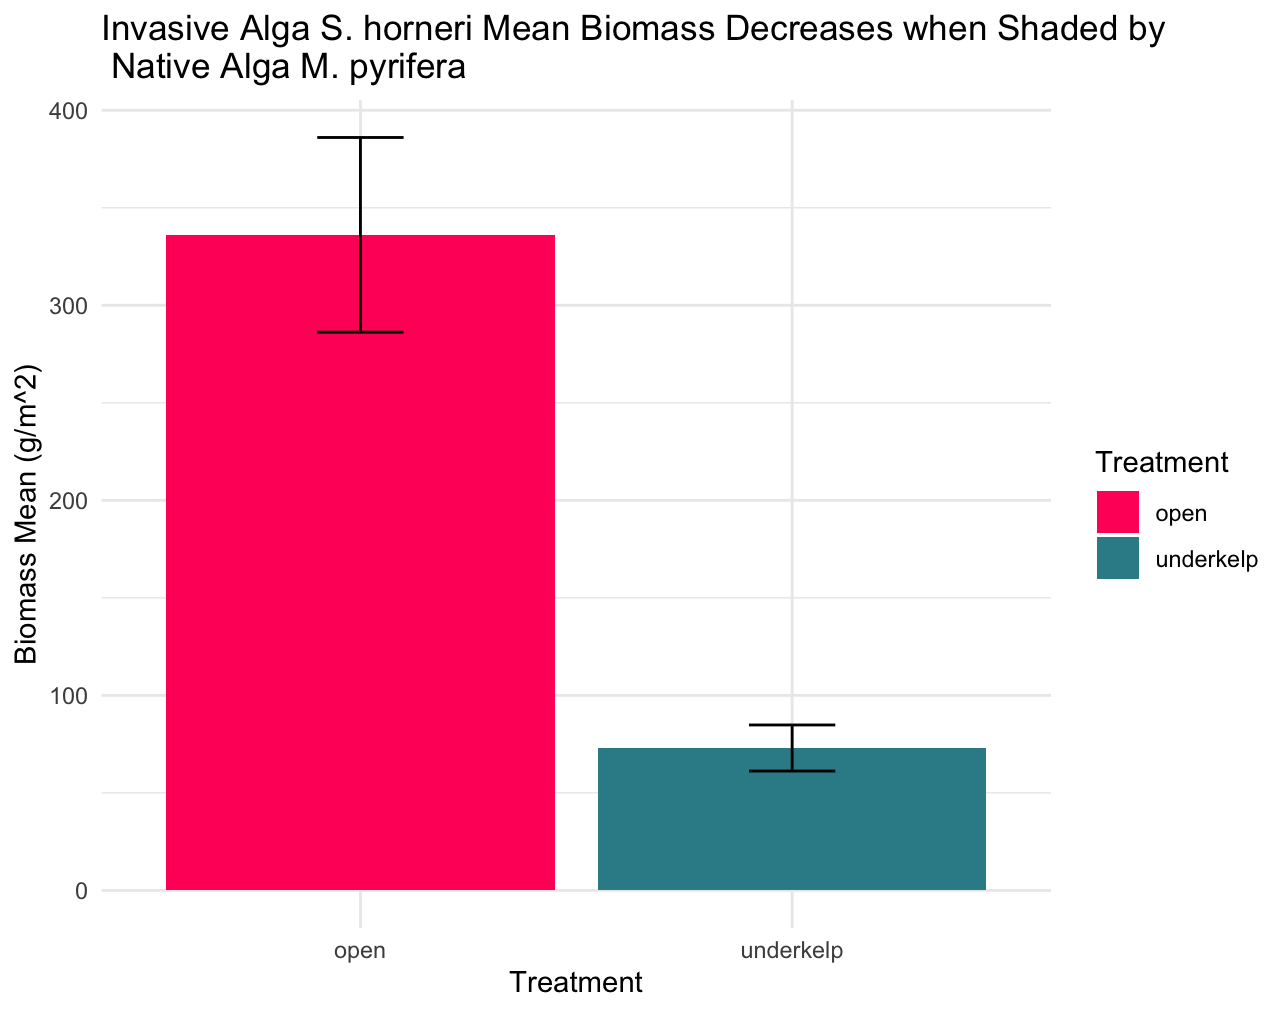 Invasive Alga S. horneri Mean Biomass Decreases when Shaded by
Native Alga M. pyrifera
Biomass Mean (g/m^2)
400
300
200
100
0
open
underkelp
Treatment
Treatment
open
underkelp